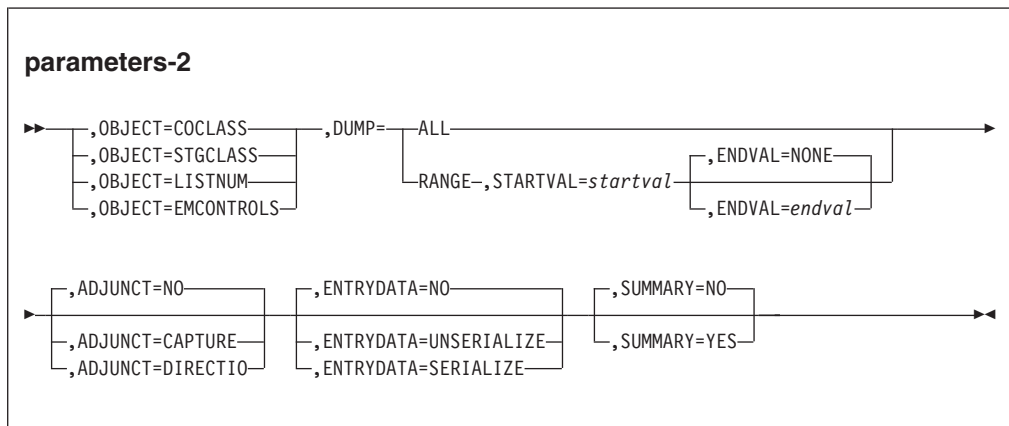 parameters-2
,OBJECT=COCLASS ,DUMP= ALL
,OBJECT=STGCLASS ,ENDVAL=NONE
,OBJECT=LISTNUM RANGE ,STARTVAL=startval
,OBJECT=EMCONTROLS ,ENDVAL=endval
,ADJUNCT=NO ,ENTRYDATA=NO ,SUMMARY=NO
,ADJUNCT=CAPTURE ,ENTRYDATA=UNSERIALIZE ,SUMMARY=YES
,ADJUNCT=DIRECTIO ,ENTRYDATA=SERIALIZE